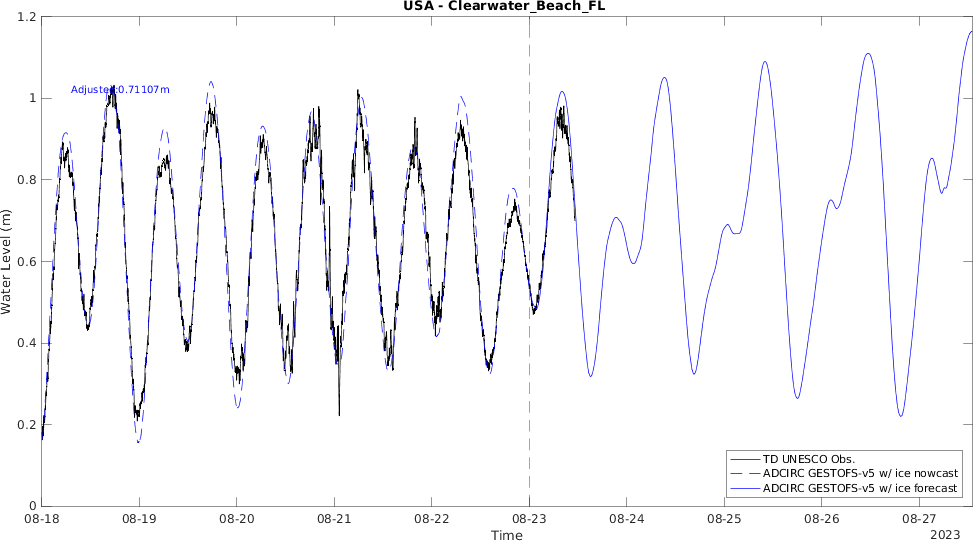 USA - Clearwater_Beach_FL
1.2
1
0.8
0.6
0.4
0.2
0
Water Level (m)
Adjusted:0.71107m
TD UNESCO Obs.
ADCIRC GESTOFS-v5 w/ ice nowcast
ADCIRC GESTOFS-v5 w/ ice forecast
08-18 08-19 08-20 08-21 08-22 08-23 08-24 08-25 08-26 08-27
Time
2023